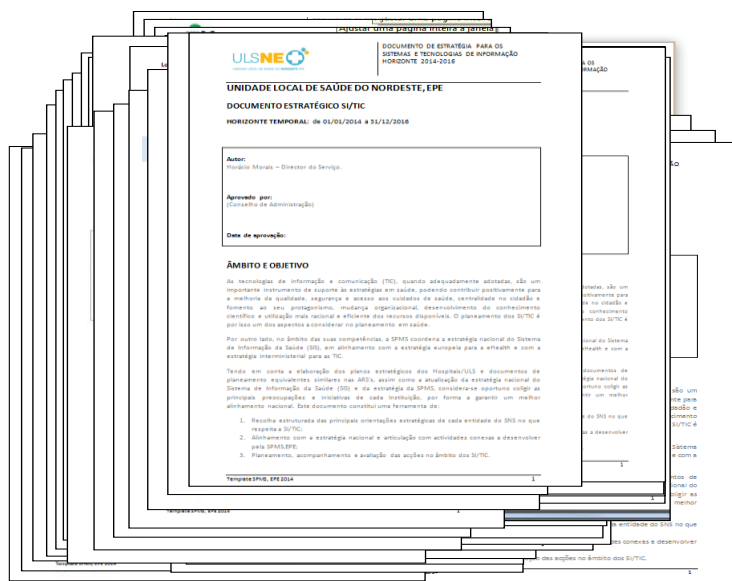 Ajustar uma página inteira à janela
ULSNE
DOCUMENTO DE ESTRATÉGIA PARA OS
SISTEMAS E TECNOLOGIAS DE INFORMAÇÃO
HORIZONTE 2014-2016
UNIDADE LOCAL DE SAÚDE DO NORDESTE, EPE
DOCUMENTO ESTRATÉGICO SI/TIC
HORIZONTE TEMPORAL: de 01/01/2014 a 31/12/2016
Autor:
Horácio Morais – Director do Serviço.
Aprovado por:
(Conselho de Administração)
Data de aprovação:
ÂMBITO E OBJETIVO
As tecnologias de informação e comunicação (TIC), quando adequadamente adotadas, são um
importante instrumento de suporte às estratégias em saúde, podendo contribuir positivamente para
a melhoria da qualidade, segurança e acesso aos cuidados de saúde, centralidade no cidadão e
fomento ao seu protagonismo, mudança organizacional, desenvolvimento do conhecimento
científico e utilização mais racional e eficiente dos recursos disponíveis. O planeamento dos SI/TIC é
por isso um dos aspectos a considerar no planeamento em saúde.
Por outro lado, no âmbito das suas competências, a SPMS coordena a estratégia nacional do Sistema
de Informação da Saúde (SIS), em alinhamento com a estratégia europeia para a eHealth e com a
estratégia interministerial para as TIC.
Tendo em conta a elaboração dos planos estratégicos dos Hospitais/ULS e documentos de
planeamento equivalentes similares nas ARS's, assim como a atualização da estratégia nacional do
Sistema de Informação da Saúde (SIS) e da estratégia da SPMS, considera-se oportuno coligir as
principais preocupações e iniciativas de cada Instituição, por forma a garantir um melhor
alinhamento nacional. Este documento constitui uma ferramenta de:
1. Recolha estruturada das principais orientações estratégicas de cada entidade do SNS no que
respeita a SI/TIC;
2. Alinhamento com a estratégia nacional e articulação com actividades conexas a desenvolver
pela SPMS,EPE;
3. Planeamento, acompanhamento e avaliação das acções no âmbito dos SI/TIC.
Template SPMS, EPE 2014 1